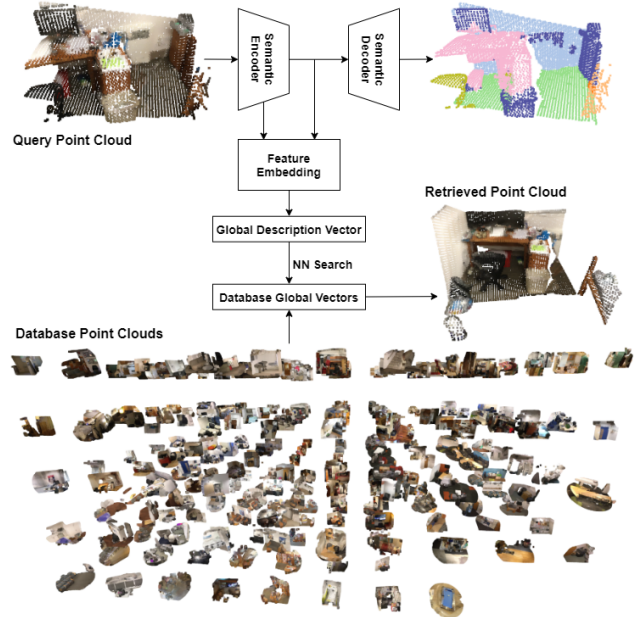 Semantic
Encoder
Semantic
Decoder
Query Point Cloud
Feature
Embedding
Retrieved Point Cloud
Global Description Vector
NN Search
Database Global Vectors
Database Point Clouds